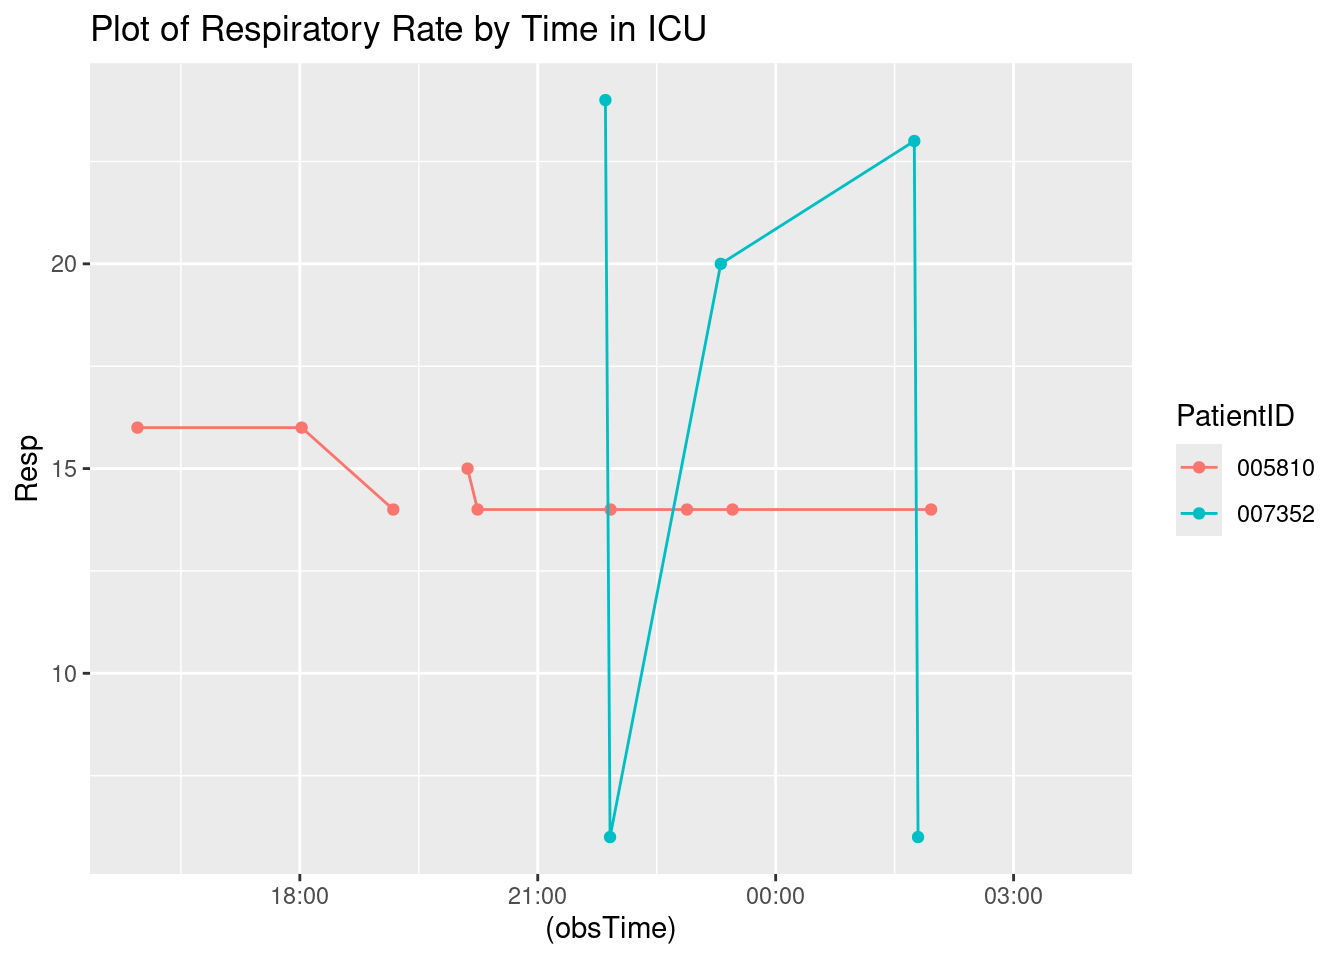 Plot of Respiratory Rate by Time in ICU
Resp
20
15
10
18:00 21:00 00:00 03:00
(obsTime)
PatientID
005810
007352